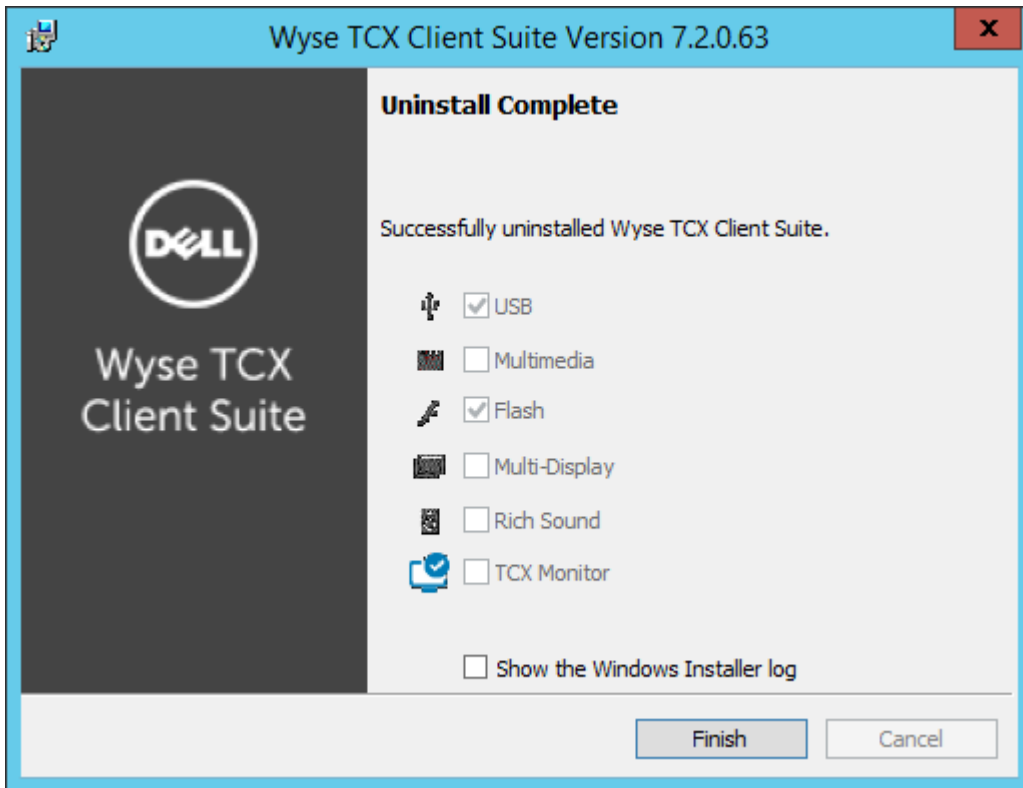 Wyse TCX Client Suite Version 7.2.0.63
x
DELL
Wyse TCX
Client Suite
Uninstall Complete
Successfully uninstalled Wyse TCX Client Suite.
USB
Multimedia
Flash
Multi-Display
Rich Sound
TCX Monitor
Show the Windows Installer log
Finish
Cancel